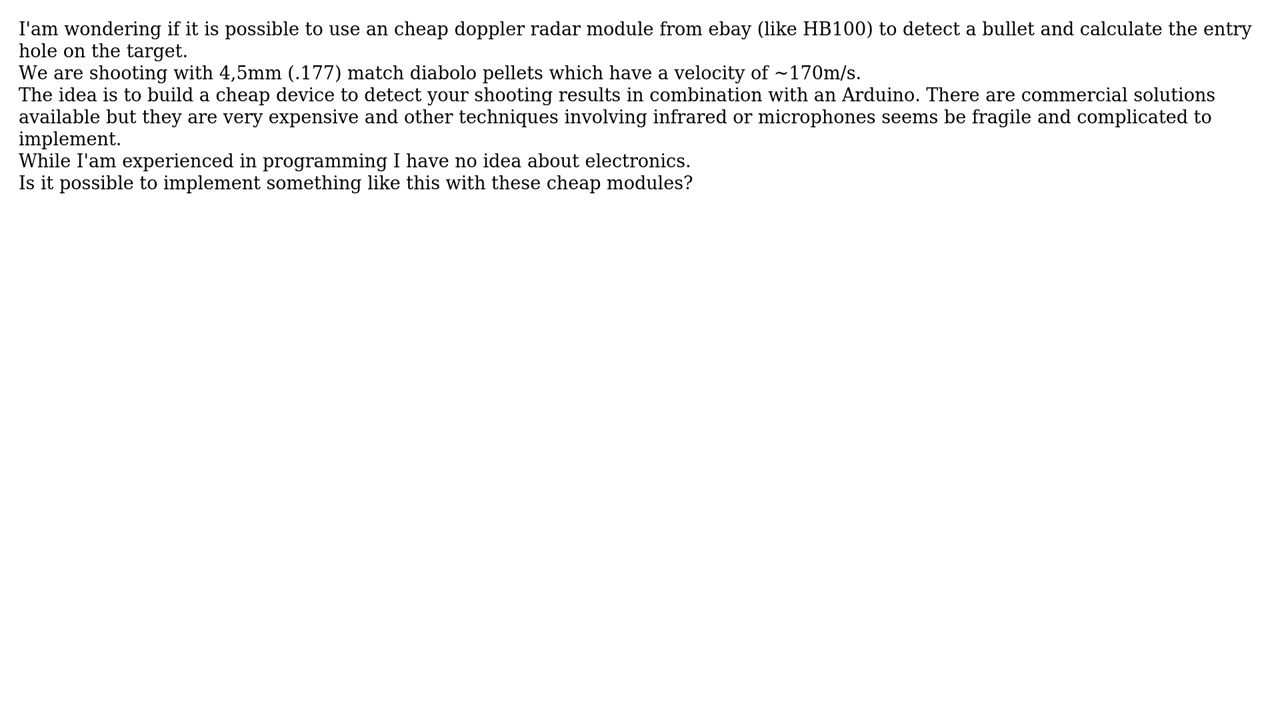 I'am wondering if it is possible to use an cheap doppler radar module from ebay (like HB100) to detect a bullet and calculate the entry
hole on the target.
We are shooting with 4,5mm (.177) match diabolo pellets which have a velocity of ~170m/s.
The idea is to build a cheap device to detect your shooting results in combination with an Arduino. There are commercial solutions
available but they are very expensive and other techniques involving infrared or microphones seems be fragile and complicated to
implement.
While I'am experienced in programming I have no idea about electronics.
Is it possible to implement something like this with these cheap modules?